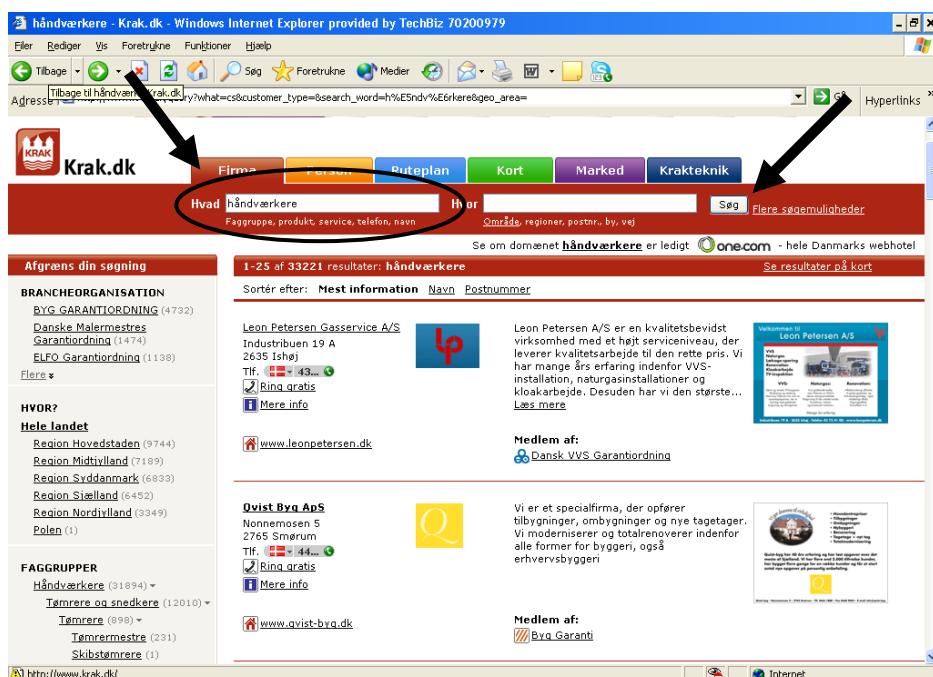 håndværkere - Krak.dk - Windows Internet Explorer provided by TechBiz 70200979
Filer Rediger Vis Foretrukne Funktioner Hjælp
Tilbage Søg Foretrukne Medier
Tilbage til håndværk Krak.dk
Adresse query?what=cs&customer_type=&search_word=h%E5ndv%E6rkere&geo_area= Hyperlinks »
KRAK
Krak.dk
Firma Person Ruteplan Kort Marked Krakteknik
Hvad håndværkere Hvor Søg Flere søgemuligheder
Faggruppe, produkt, service, telefon, navn Område, regioner, postnr., by, vej
Se om domænet håndværkere er ledigt one.com - hele Danmarks webhotel
Afgræns din søgning
BRANCHEORGANISATION
BYG GARANTIORDNING (4732)
Danske Malermestres
Garantiordning (1474)
ELFO Garantiordning (1138)
Flere
HVOR?
Hele landet
Region Hovedstaden (9744)
Region Midtjylland (7189)
Region Syddanmark (6833)
Region Sjælland (6452)
Region Nordjylland (3349)
Polen (1)
FAGGRUPPER
Håndværkere (31894)
Tømrere og snedkere (12010)
Tømrere (898)
Tømrermestre (231)
Skibstømrere (1)
1-25 af 33221 resultater: håndværkere Se resultater på kort
Sortér efter: Mest information Navn Postnummer
Leon Petersen Gasservice A/S
Industribuen 19 A
2635 Ishøj
Tlf. 43...
Ring gratis
Mere info
www.leonpetersen.dk
lp
Leon Petersen A/S er en kvalitetsbevidst
virksomhed med et højt serviceniveau, der
leverer kvalitetsarbejde til den rette pris. Vi
har mange års erfaring indenfor VVS-
installation, naturgasinstallationer og
kloakarbejde. Desuden har vi den største...
Læs mere
Medlem af:
Dansk VVS Garantiordning
Velkommen til
Leon Petersen A/S
Qvist Byg ApS
Nonnemosen 5
2765 Smørum
Tlf. 44...
Ring gratis
Mere info
www.qvist-byg.dk
Q
Vi er et specialfirma, der opfører
tilbygninger, ombygninger og nye tagetager.
Vi moderniserer og totalrenoverer indenfor
alle former for byggeri, også
erhvervsbyggeri
Medlem af:
Byg Garanti
http://www.krak.dk/ Internet